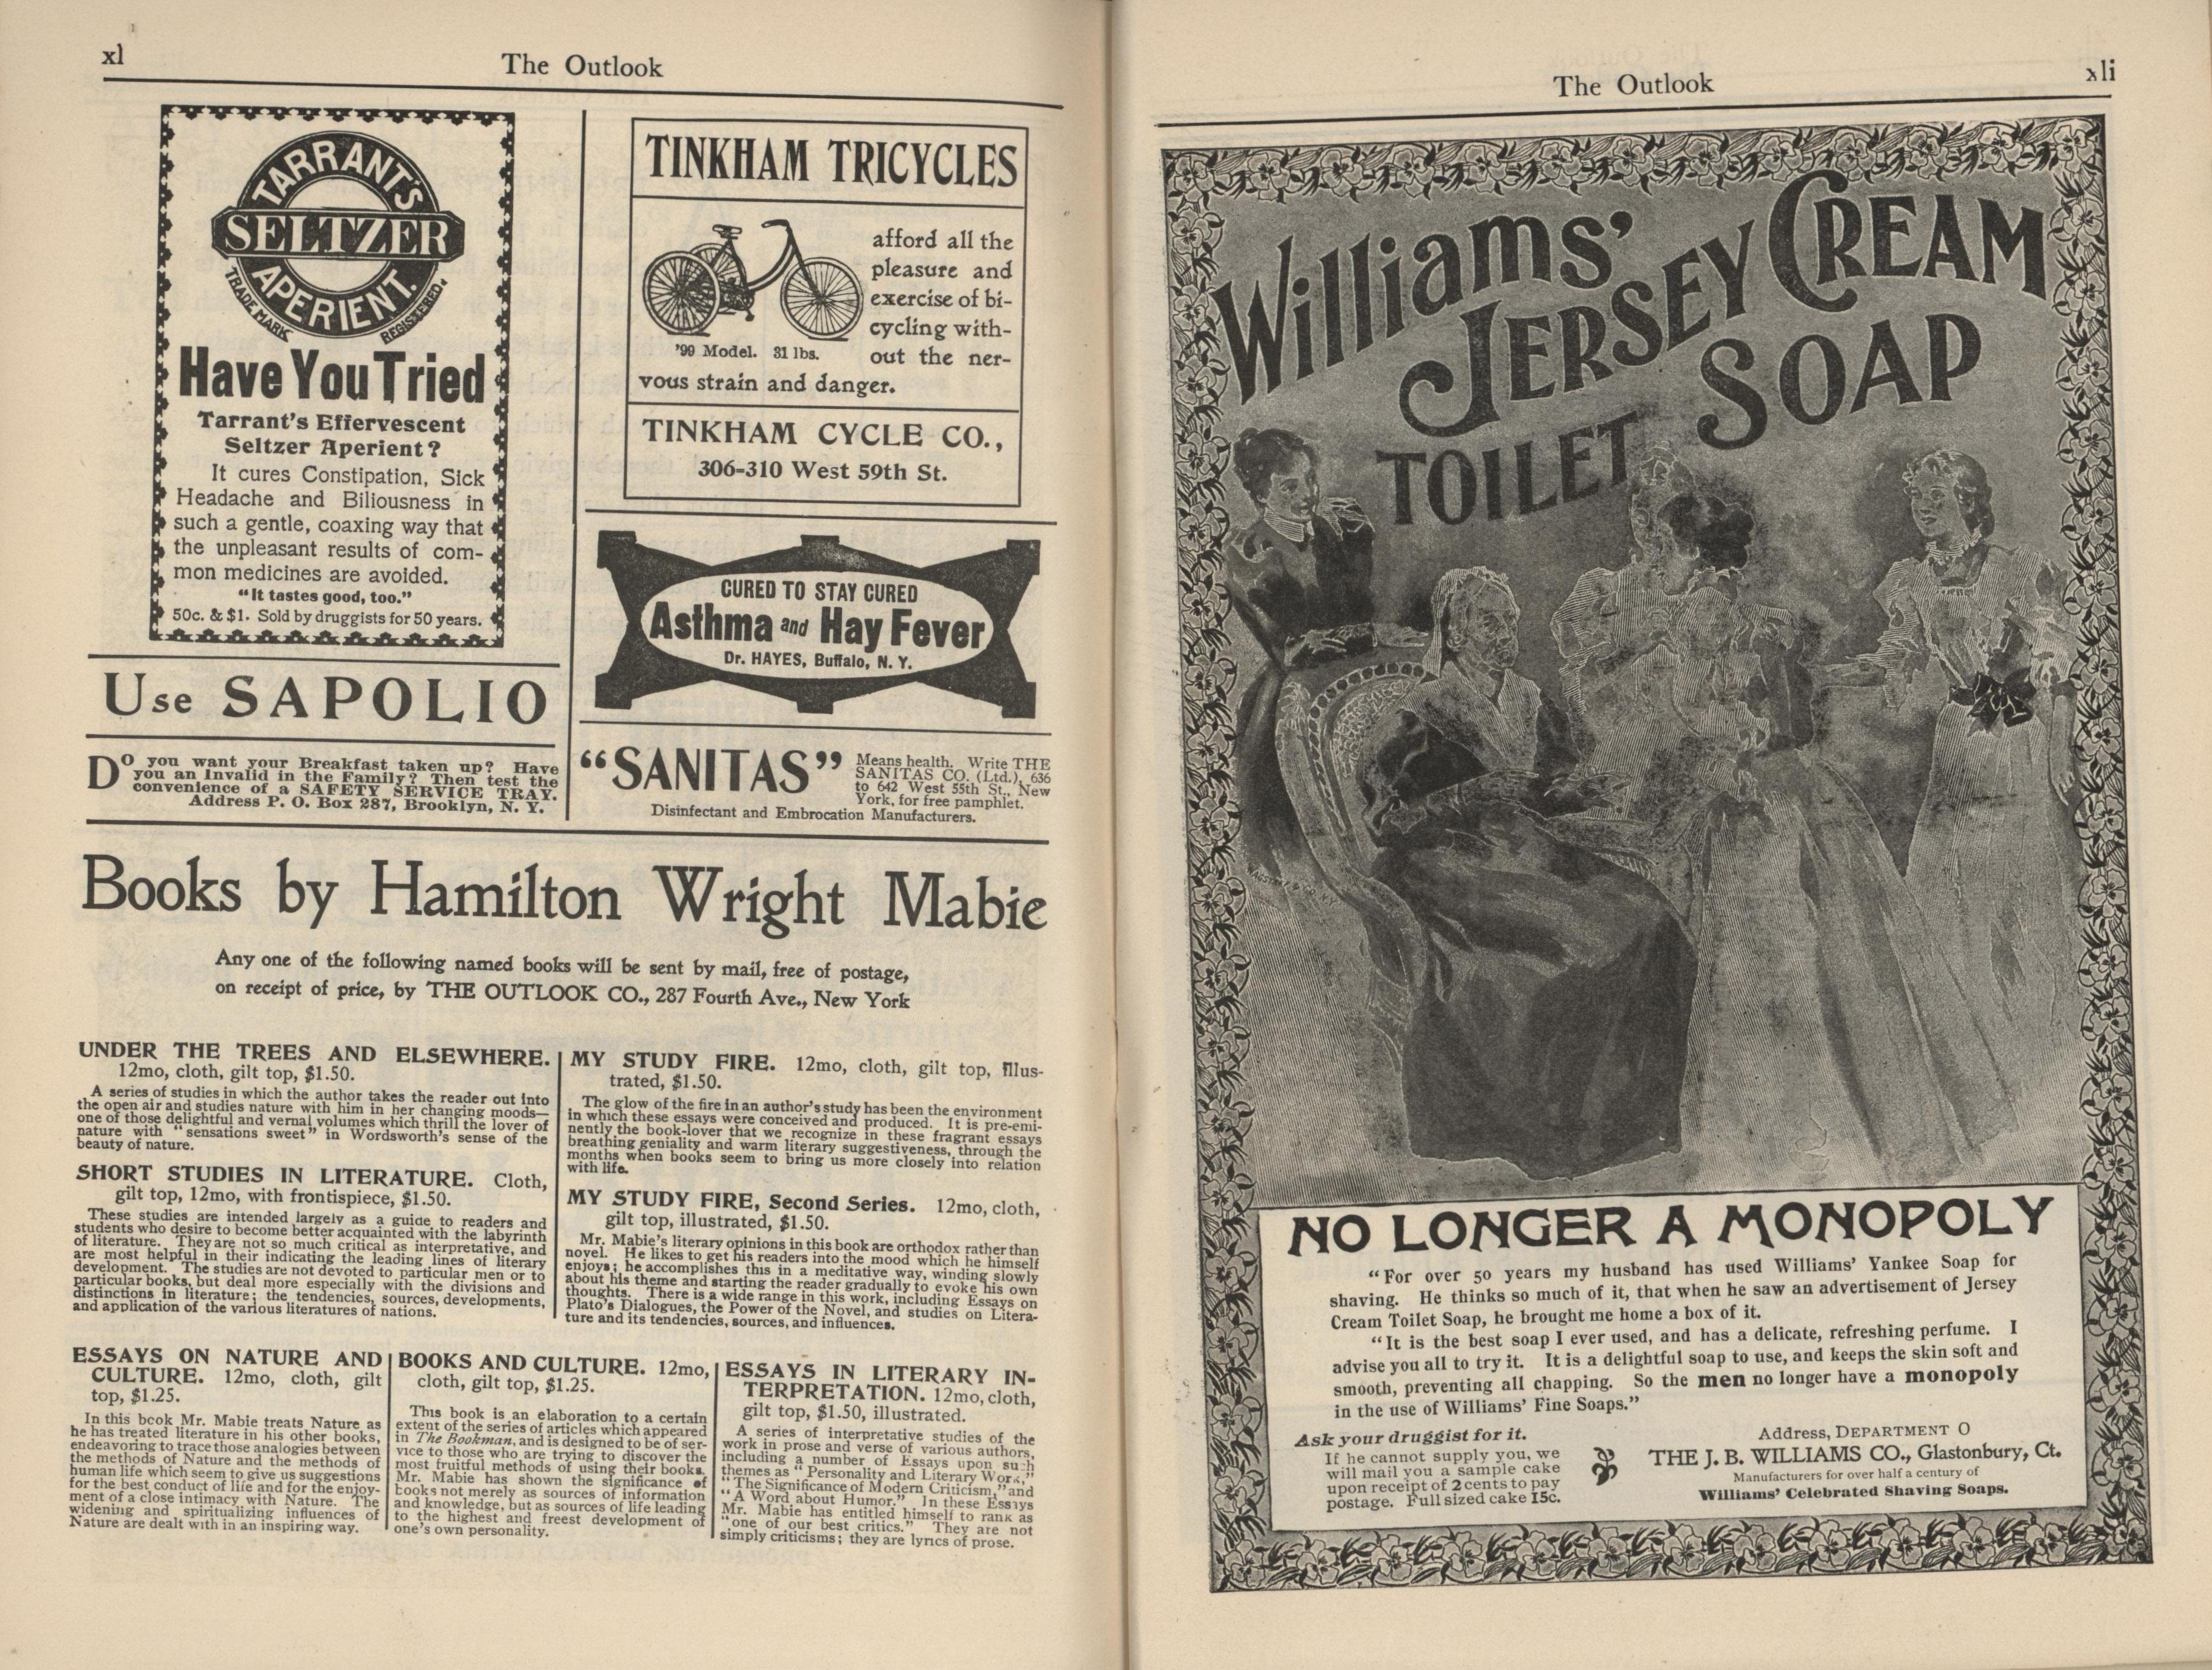 xl
The Outlook
TARRANT'S
SELTZER
APERIENT.
TRADE MARK
REGISTERED.
Have You Tried
Tarrant's Effervescent
Seltzer Aperient?
It cures Constipation, Sick
Headache and Biliousness in
such a gentle, coaxing way that
the unpleasant results of com-
mon medicines are avoided.
"It tastes good, too."
50c. & $1. Sold by druggists for 50 years.
Use SAPOLIO
Do you want your Breakfast taken up? Have
you an Invalid in the Family? Then test the
convenience of a SAFETY SERVICE TRAY.
Address P. O. Box 287, Brooklyn, N. Y.
TINKHAM TRICYCLES
afford all the
pleasure and
exercise of bi-
cycling with-
'99 Model. 31 lbs.
out the ner-
vous strain and danger.
TINKHAM CYCLE CO.,
306-310 West 59th St.
CURED TO STAY CURED
Asthma and Hay Fever
Dr. HAYES, Buffalo, N. Y.
"SANITAS"
Means health. Write THE
SANITAS CO. (Ltd.), 636
to 642 West 55th St., New
York, for free pamphlet.
Disinfectant and Embrocation Manufacturers.
Books by Hamilton Wright Mabie
Any one of the following named books will be sent by mail, free of postage,
on receipt of price, by THE OUTLOOK CO., 287 Fourth Ave., New York
UNDER THE TREES AND ELSEWHERE.
12mo, cloth, gilt top, $1.50.
A series of studies in which the author takes the reader out into
the open air and studies nature with him in her changing moods—
one of those delightful and vernal volumes which thrill the lover of
nature with "sensations sweet" in Wordsworth's sense of the
beauty of nature.
SHORT STUDIES IN LITERATURE. Cloth,
gilt top, 12mo, with frontispiece, $1.50.
These studies are intended largely as a guide to readers and
students who desire to become better acquainted with the labyrinth
of literature. They are not so much critical as interpretative, and
are most helpful in their indicating the leading lines of literary
development. The studies are not devoted to particular men or to
particular books, but deal more especially with the divisions and
distinctions in literature; the tendencies, sources, developments,
and application of the various literatures of nations.
MY STUDY FIRE. 12mo, cloth, gilt top, illus-
trated, $1.50.
The glow of the fire in an author's study has been the environment
in which these essays were conceived and produced. It is pre-emi-
nently the book-lover that we recognize in these fragrant essays
breathing geniality and warm literary suggestiveness, through the
months when books seem to bring us more closely into relation
with life.
MY STUDY FIRE, Second Series. 12mo, cloth,
gilt top, illustrated, $1.50.
Mr. Mabie's literary opinions in this book are orthodox rather than
novel. He likes to get his readers into the mood which he himself
enjoys; he accomplishes this in a meditative way, winding slowly
about his theme and starting the reader gradually to evoke his own
thoughts. There is a wide range in this work, including Essays on
Plato's Dialogues, the Power of the Novel, and studies on Litera-
ture and its tendencies, sources, and influences.
ESSAYS ON NATURE AND
CULTURE. 12mo, cloth, gilt
top, $1.25.
In this book Mr. Mabie treats Nature as
he has treated literature in his other books,
endeavoring to trace those analogies between
the methods of Nature and the methods of
human life which seem to give us suggestions
for the best conduct of life and for the enjoy-
ment of a close intimacy with Nature. The
widening and spiritualizing influences of
Nature are dealt with in an inspiring way.
BOOKS AND CULTURE. 12mo,
cloth, gilt top, $1.25.
This book is an elaboration to a certain
extent of the series of articles which appeared
in The Bookman, and is designed to be of ser-
vice to those who are trying to discover the
most fruitful methods of using their books.
Mr. Mabie has shown the significance of
books not merely as sources of information
and knowledge, but as sources of life leading
to the highest and freest development of
one's own personality.
ESSAYS IN LITERARY IN-
TERPRETATION. 12mo, cloth,
gilt top, $1.50, illustrated.
A series of interpretative studies of the
work in prose and verse of various authors,
including a number of Essays upon such
themes as "Personality and Literary Work,"
"The Significance of Modern Criticism," and
"A Word about Humor." In these Essays
Mr. Mabie has entitled himself to rank as
"one of our best critics." They are not
simply criticisms; they are lyrics of prose.
The Outlook
xli
Williams'
JERSEY CREAM
TOILET SOAP
NO LONGER A MONOPOLY
"For over 50 years my husband has used Williams' Yankee Soap for
shaving. He thinks so much of it, that when he saw an advertisement of Jersey
Cream Toilet Soap, he brought me home a box of it.
"It is the best soap I ever used, and has a delicate, refreshing perfume. I
advise you all to try it. It is a delightful soap to use, and keeps the skin soft and
smooth, preventing all chapping. So the men no longer have a monopoly
in the use of Williams' Fine Soaps."
Ask your druggist for it.
If he cannot supply you, we
will mail you a sample cake
upon receipt of 2 cents to pay
postage. Full sized cake 15c.
Address, DEPARTMENT O
THE J. B. WILLIAMS CO., Glastonbury, Ct.
Manufacturers for over half a century of
Williams' Celebrated Shaving Soaps.